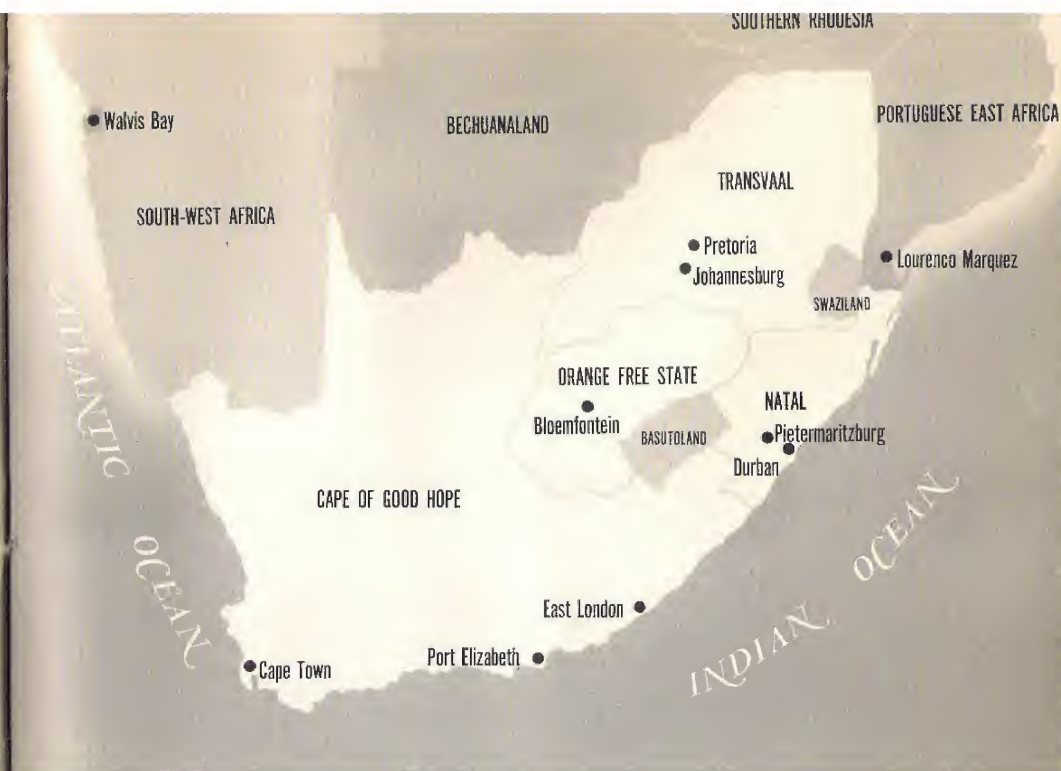 SOUTHERN RHODESIA
Walvis Bay
BECHUANALAND
PORTUGUESE EAST AFRICA
TRANSVAAL
SOUTH-WEST AFRICA
Pretoria
Johannesburg
Lourenco Marquez
SWAZILAND
ATLANTIC
OCEAN
ORANGE FREE STATE
Bloemfontein
BASUTOLAND
NATAL
Pietermaritzburg
Durban
CAPE OF GOOD HOPE
East London
Port Elizabeth
Cape Town
INDIAN OCEAN